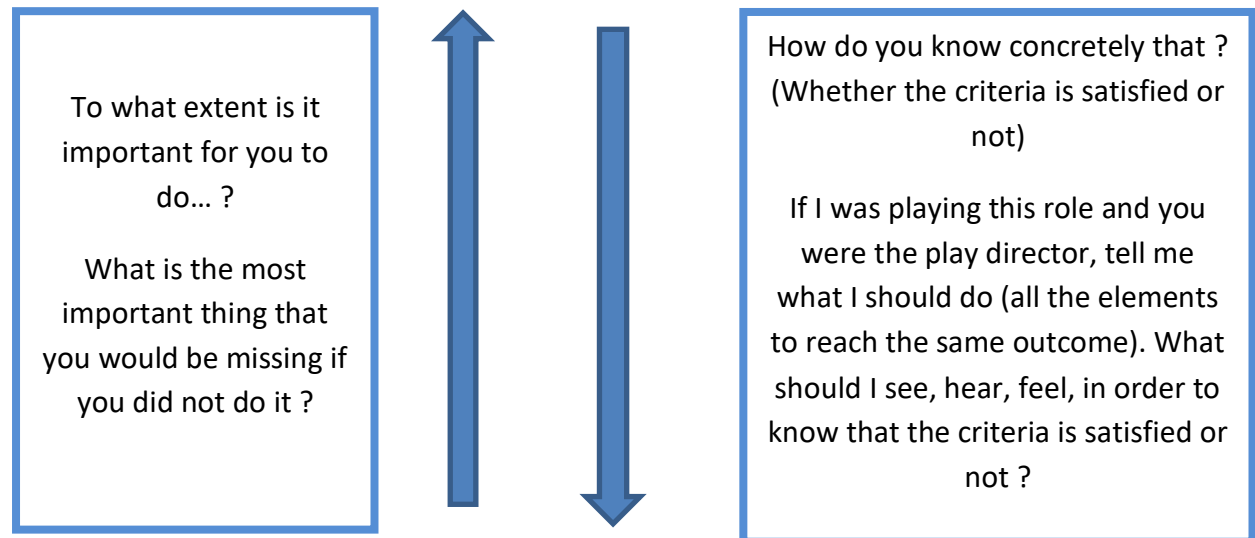 To what extent is it
important for you to
do… ?
What is the most
important thing that
you would be missing if
you did not do it ?
How do you know concretely that ?
(Whether the criteria is satisfied or
not)
If I was playing this role and you
were the play director, tell me
what I should do (all the elements
to reach the same outcome). What
should I see, hear, feel, in order to
know that the criteria is satisfied or
not ?